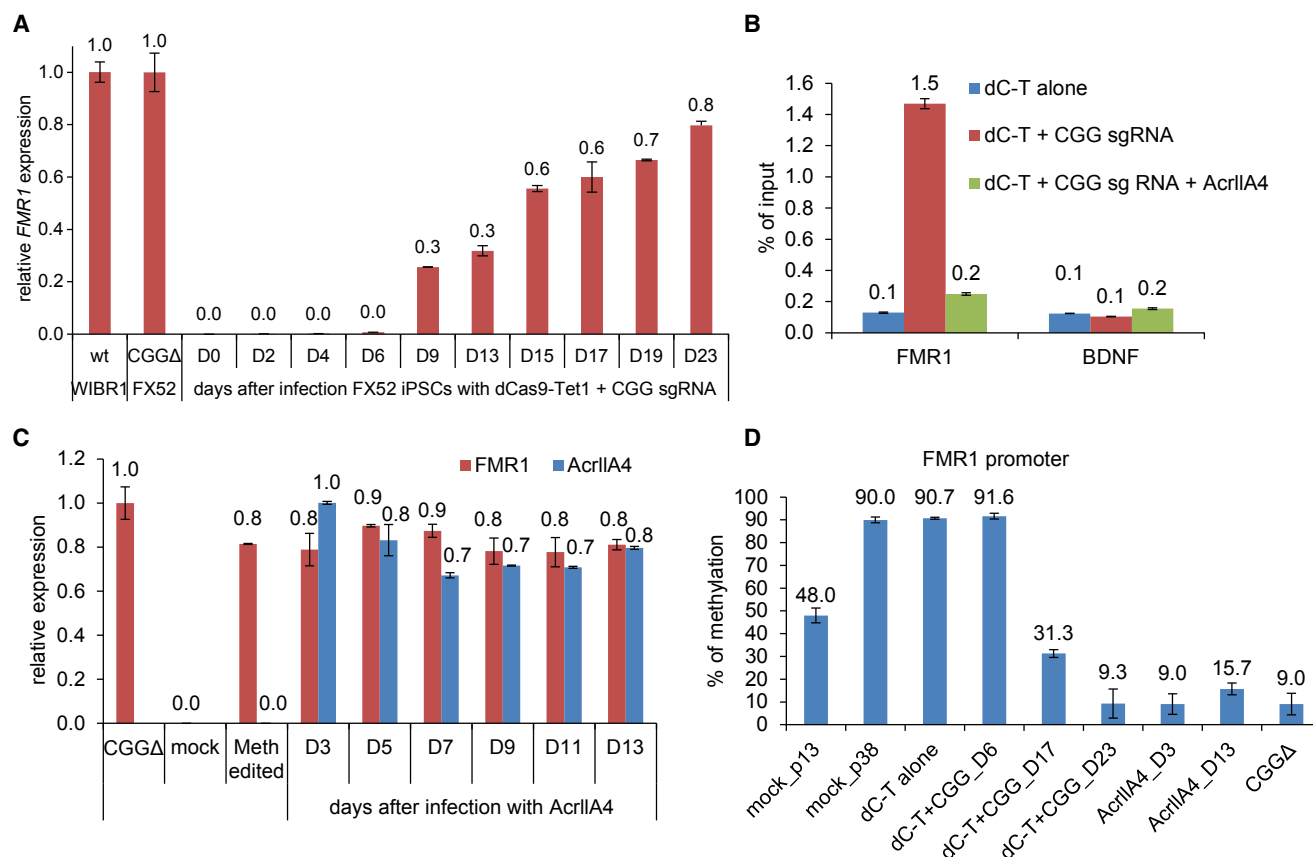 A
relative FMR1 expression
1.0
0.8
0.6
0.4
0.2
0.0
1.0 1.0 0.0 0.0 0.0 0.0 0.3 0.3 0.6 0.6 0.7 0.8
wt CGGΔ D0 D2 D4 D6 D9 D13 D15 D17 D19 D23
WIBR1 FX52 days after infection FX52 iPSCs with dCas9-Tet1 + CGG sgRNA
B
% of input
1.6
1.4
1.2
1.0
0.8
0.6
0.4
0.2
0.0
dC-T alone
dC-T + CGG sgRNA
dC-T + CGG sg RNA + AcrIIA4
0.1 1.5 0.2 0.1 0.1 0.2
FMR1 BDNF
C
relative expression
1.2
1.0
0.8
0.6
0.4
0.2
0.0
FMR1 AcrIIA4
1.0 0.0 0.8 0.0 0.8 1.0 0.9 0.8 0.9 0.7 0.8 0.7 0.8 0.7 0.8 0.8
CGGΔ mock Meth D3 D5 D7 D9 D11 D13
edited
days after infection with AcrIIA4
D
FMR1 promoter
% of methylation
100
90
80
70
60
50
40
30
20
10
0
48.0 90.0 90.7 91.6 31.3 9.3 9.0 15.7 9.0
mock_p13
mock_p38
dC-T alone
dC-T+CGG_D6
dC-T+CGG_D17
dC-T+CGG_D23
AcrIIA4_D3
AcrIIA4_D13
CGGΔ